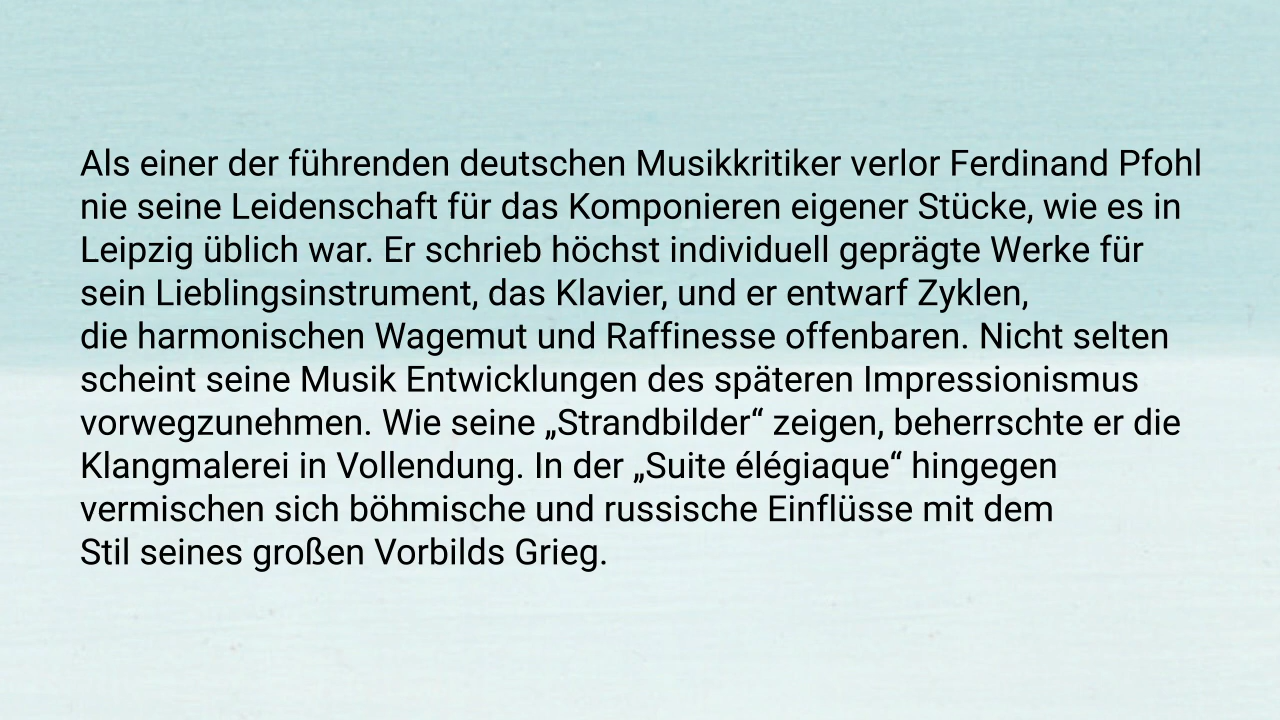 Als einer der führenden deutschen Musikkritiker verlor Ferdinand Pfohl
nie seine Leidenschaft für das Komponieren eigener Stücke, wie es in
Leipzig üblich war. Er schrieb höchst individuell geprägte Werke für
sein Lieblingsinstrument, das Klavier, und er entwarf Zyklen,
die harmonischen Wagemut und Raffinesse offenbaren. Nicht selten
scheint seine Musik Entwicklungen des späteren Impressionismus
vorwegzunehmen. Wie seine „Strandbilder“ zeigen, beherrschte er die
Klangmalerei in Vollendung. In der „Suite élégiaque“ hingegen
vermischen sich böhmische und russische Einflüsse mit dem
Stil seines großen Vorbilds Grieg.